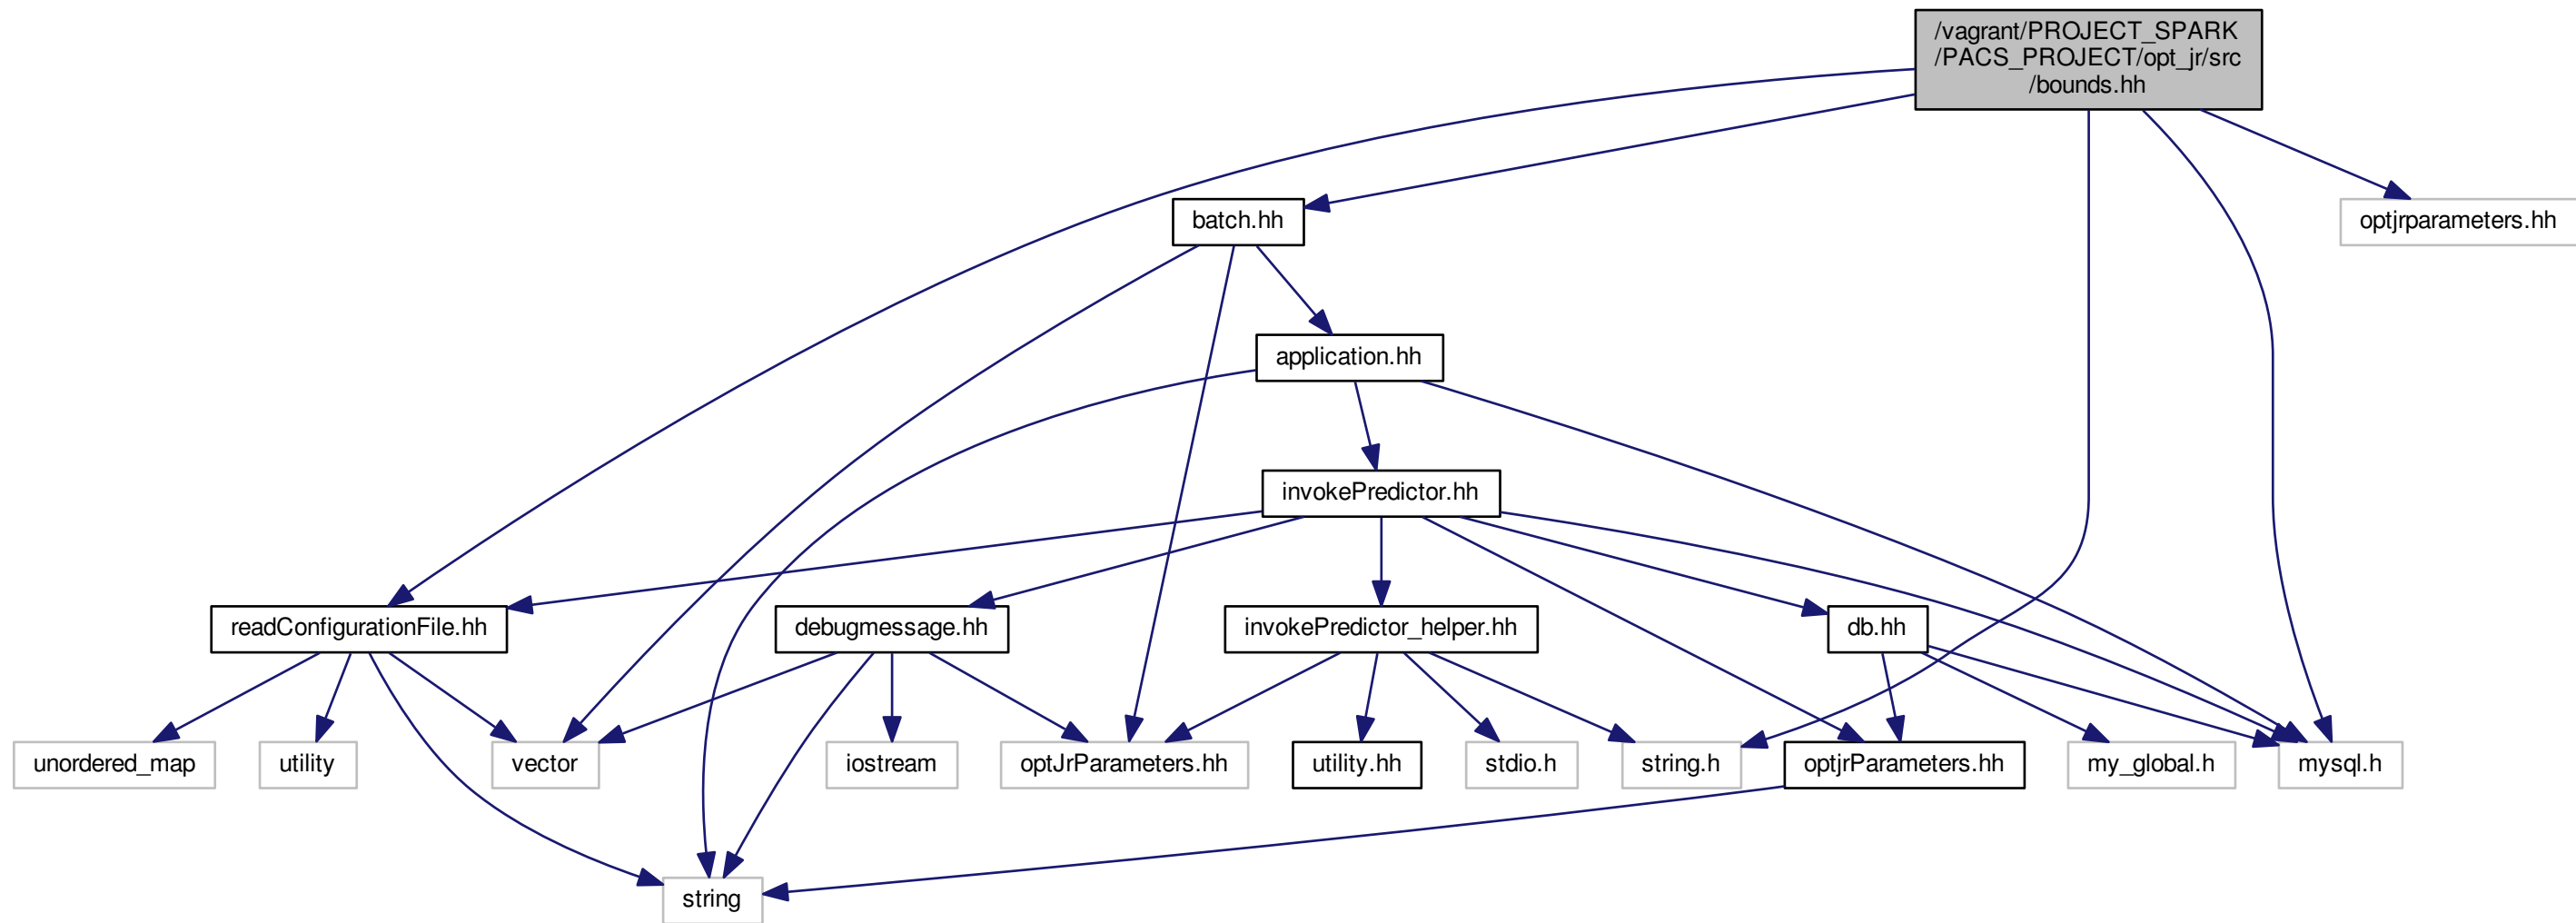 /vagrant/PROJECT_SPARK
/PACS_PROJECT/opt_jr/src
/bounds.hh
batch.hh
optjrparameters.hh
application.hh
invokePredictor.hh
readConfigurationFile.hh
debugmessage.hh
invokePredictor_helper.hh
db.hh
unordered_map
utility
vector
iostream
optJrParameters.hh
utility.hh
stdio.h
string.h
optjrParameters.hh
my_global.h
mysql.h
string